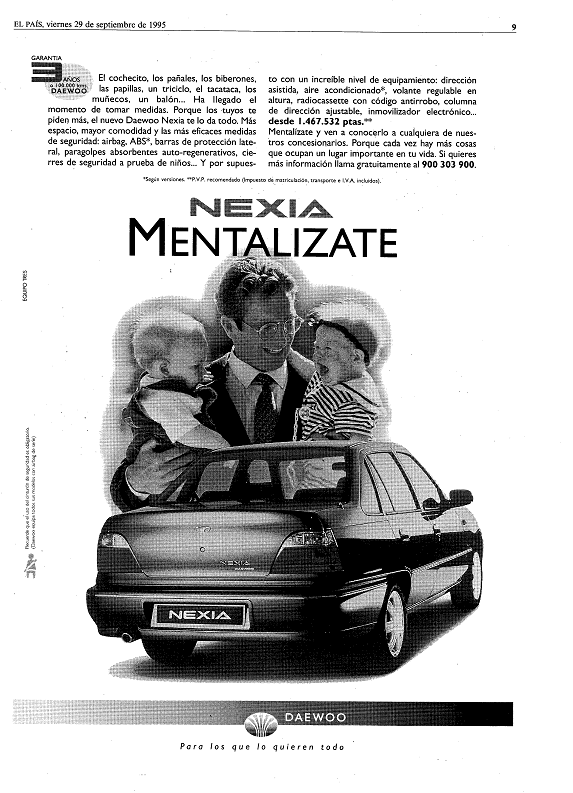 EL PAÍS, viernes 29 de septiembre de 1995
9
GARANTIA
3 AÑOS
o 100.000 kms.
DAEWOO
El cochecito, los pañales, los biberones,
las papillas, un triciclo, el tacataca, los
muñecos, un balón... Ha llegado el
momento de tomar medidas. Porque los tuyos te
piden más, el nuevo Daewoo Nexia te lo da todo. Más
espacio, mayor comodidad y las más eficaces medidas
de seguridad: airbag, ABS*, barras de protección late-
ral, paragolpes absorbentes auto-regenerativos, cie-
rres de seguridad a prueba de niños... Y por supues-
to con un increíble nivel de equipamiento: dirección
asistida, aire acondicionado*, volante regulable en
altura, radiocassette con código antirrobo, columna
de dirección ajustable, inmovilizador electrónico...
desde 1.467.532 ptas.**
Mentalízate y ven a conocerlo a cualquiera de nues-
tros concesionarios. Porque cada vez hay más cosas
que ocupan un lugar importante en tu vida. Si quieres
más información llama gratuitamente al 900 303 900.
*Según versiones. **P.V.P. recomendado (Impuesto de matriculación, transporte e I.V.A. incluidos).
NEXIA
MENTALIZATE
EQUIPO TRES
Recuerde que el uso del cinturón de seguridad es obligatorio.
(Daewoo equipa todos sus modelos con airbag de serie)
NEXIA
NEXIA
DAEWOO
Para los que lo quieren todo